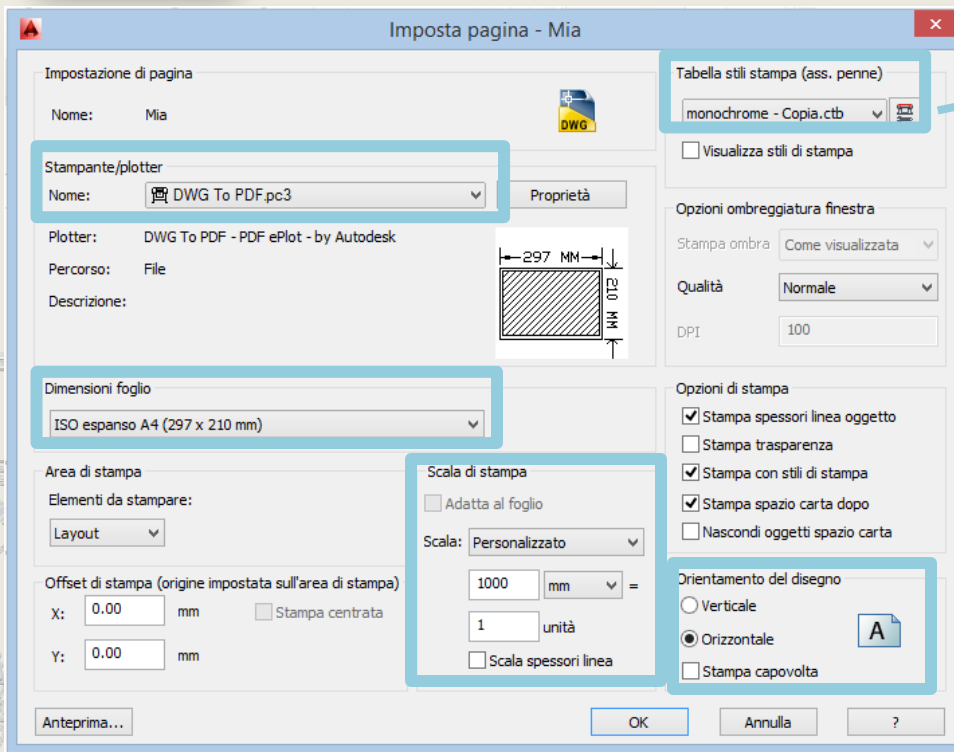 Imposta pagina - Mia
Impostazione di pagina
Nome: Mia
DWG
Stampante/plotter
Nome: DWG To PDF.pc3 Proprietà
Plotter: DWG To PDF - PDF ePlot - by Autodesk
Percorso: File
Descrizione:
297 MM
210 MM
Dimensioni foglio
ISO espanso A4 (297 x 210 mm)
Area di stampa
Elementi da stampare:
Layout
Offset di stampa (origine impostata sull'area di stampa)
X: 0.00 mm Stampa centrata
Y: 0.00 mm
Scala di stampa
Adatta al foglio
Scala: Personalizzato
1000 mm =
1 unità
Scala spessori linea
Tabella stili stampa (ass. penne)
monochrome - Copia.ctb
Visualizza stili di stampa
Opzioni ombreggiatura finestra
Stampa ombra Come visualizzata
Qualità Normale
DPI 100
Opzioni di stampa
Stampa spessori linea oggetto
Stampa trasparenza
Stampa con stili di stampa
Stampa spazio carta dopo
Nascondi oggetti spazio carta
Orientamento del disegno
Verticale
Orizzontale
A
Stampa capovolta
Anteprima... OK Annulla ?